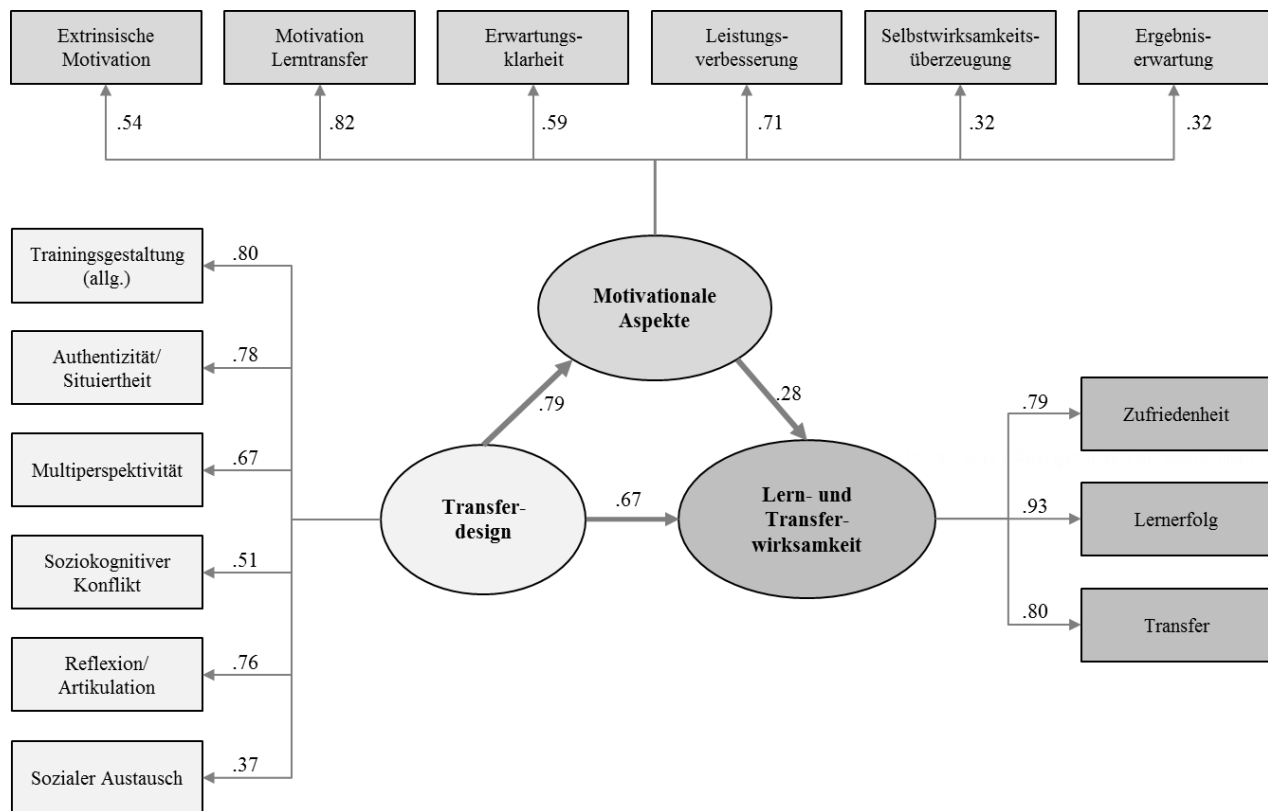 Extrinsische
Motivation
Motivation
Lerntransfer
Erwartungs-
klarheit
Leistungs-
verbesserung
Selbstwirksamkeits-
überzeugung
Ergebnis-
erwartung
.54
.82
.59
.71
.32
.32
Trainingsgestaltung
(allg.)
.80
Authentizität/
Situiertheit
.78
Multiperspektivität
.67
Soziokognitiver
Konflikt
.51
Reflexion/
Artikulation
.76
Sozialer Austausch
.37
Motivationale
Aspekte
.79
.28
Transfer-
design
.67
Lern- und
Transfer-
wirksamkeit
.79
Zufriedenheit
.93
Lernerfolg
.80
Transfer